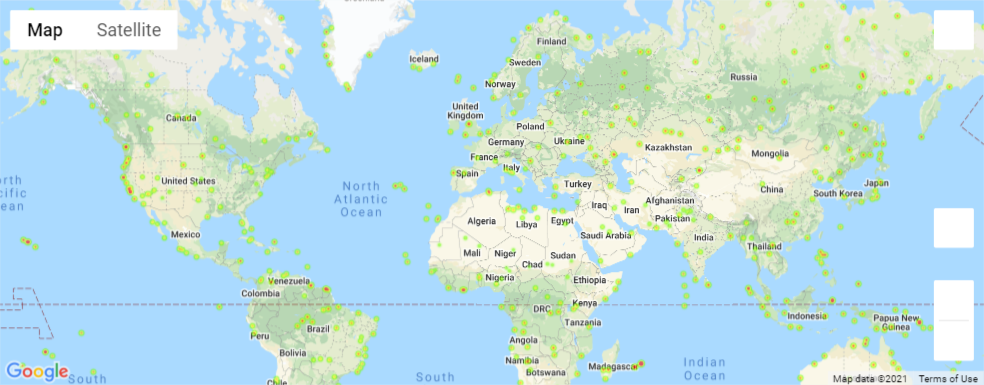 Map Satellite
Iceland
Finland
Sweden
Norway
Russia
United
Kingdom
Canada
Poland
Germany
Ukraine
Kazakhstan
France
Mongolia
Italy
Spain
United States
North
Atlantic
Ocean
Turkey
China
Japan
South Korea
Iraq
Iran
Afghanistan
Pakistan
Algeria
Libya
Egypt
Mexico
Saudi Arabia
India
Mali
Niger
Chad
Sudan
Thailand
Nigeria
Ethiopia
Venezuela
Colombia
DRC
Kenya
Indonesia
Papua New
Guinea
Tanzania
Brazil
Peru
Angola
Bolivia
Namibia
Madagascar
Botswana
Indian
Ocean
Google
South
South
Chile
Map data ©2021 Terms of Use